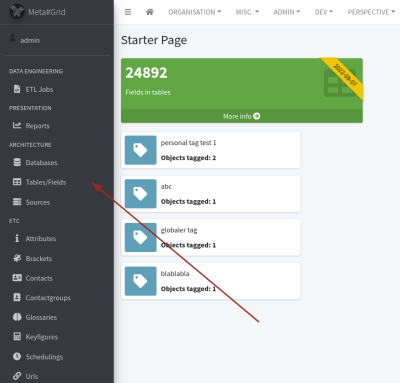 Meta#Grid
admin
DATA ENGINEERING
ETL Jobs
PRESENTATION
Reports
ARCHITECTURE
Databases
Tables/Fields
Sources
ETC
Attributes
Brackets
Contacts
Contactgroups
Glossaries
Keyfigures
Schedulings
Urls
ORGANISATION MISC. ADMIN DEV PERSPECTIVE
Starter Page
24892
Fields in tables
2022-09-07
More info
personal tag test 1
Objects tagged: 2
abc
Objects tagged: 1
globaler tag
Objects tagged: 1
blablabla
Objects tagged: 1